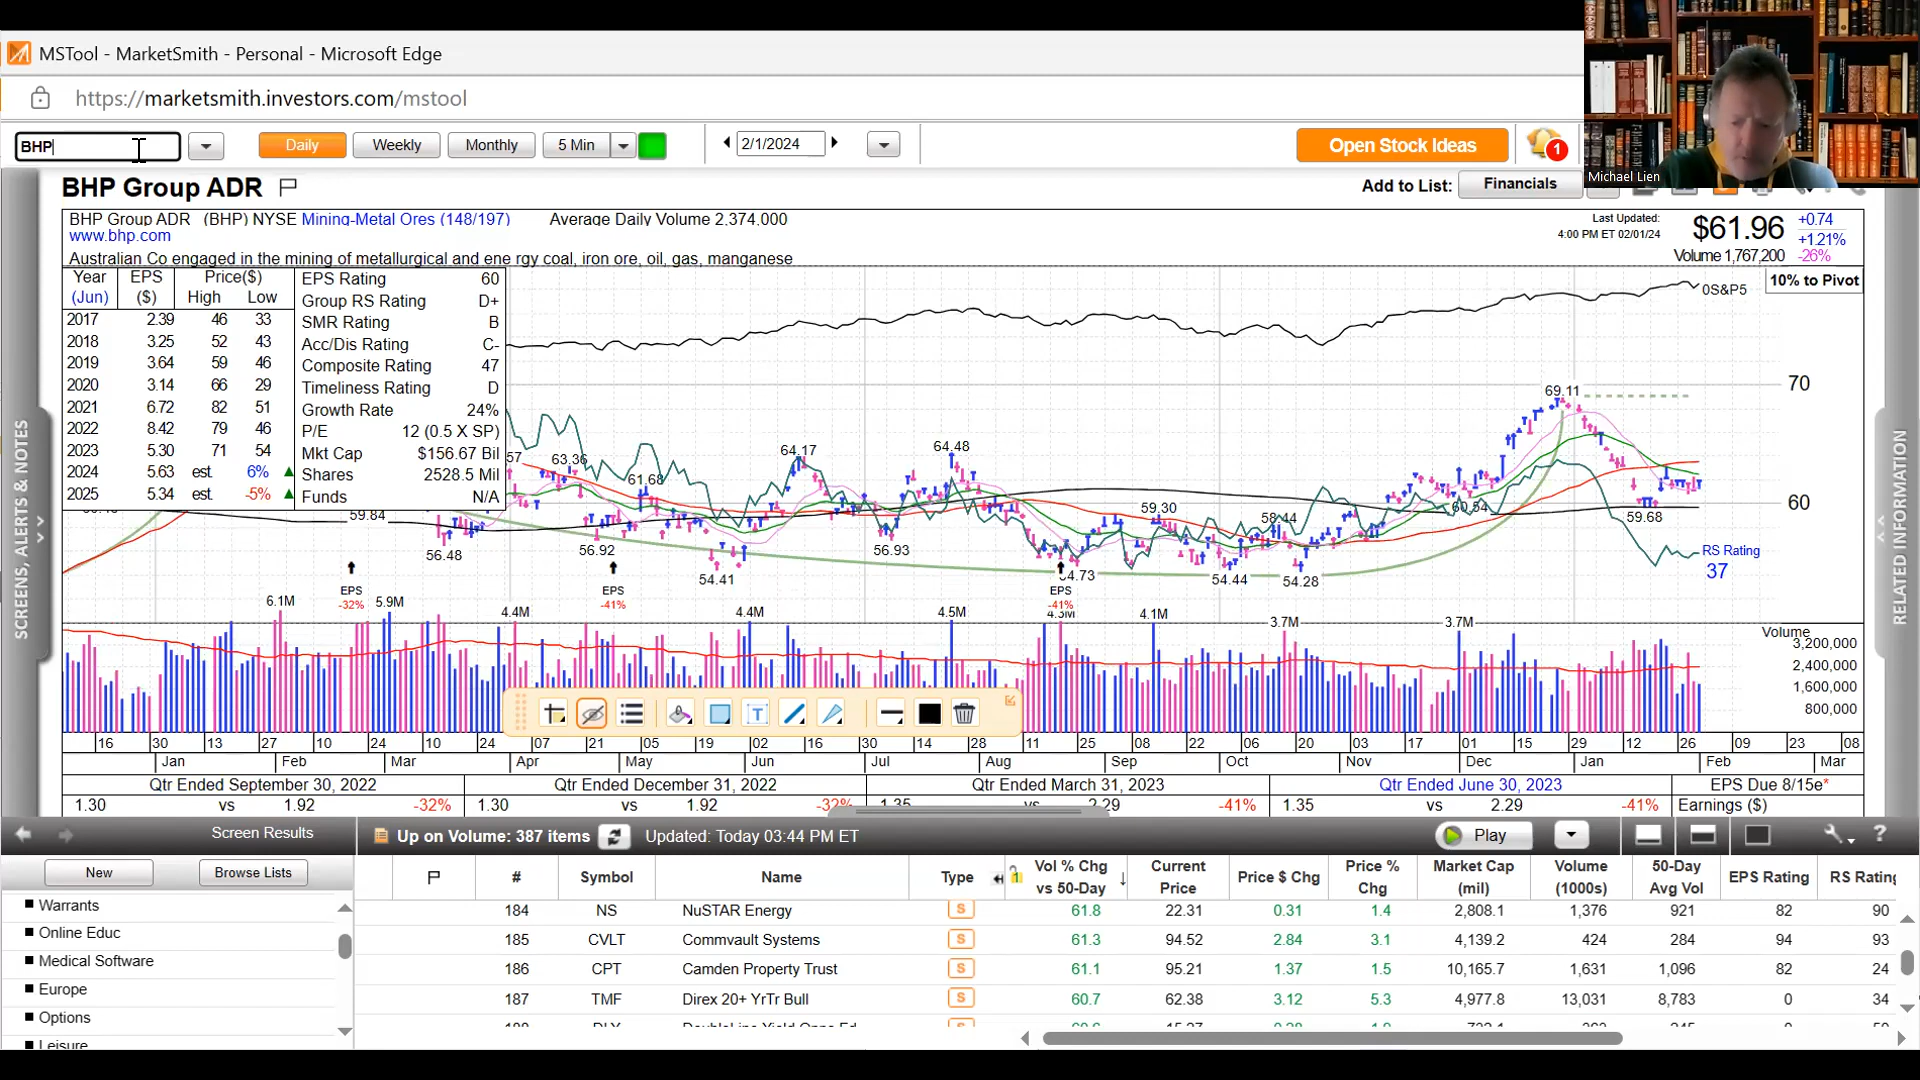 MSTool - MarketSmith - Personal - Microsoft Edge
https://marketsmith.investors.com/mstool
BHP
Daily
Weekly
Monthly
5 Min
2/1/2024
Open Stock Ideas
1
Michael Lien
BHP Group ADR
Add to List:
Financials
BHP Group ADR (BHP) NYSE Mining-Metal Ores (148/197) Average Daily Volume 2,374,000
www.bhp.com
Australian Co engaged in the mining of metallurgical and ene rgy coal, iron ore, oil, gas, manganese
Last Updated:
4:00 PM ET 02/01/24
$61.96
+0.74
+1.21%
Volume 1,767,200 -26%
10% to Pivot
Year EPS Price($)
(Jun) ($) High Low
2017 2.39 46 33
2018 3.25 52 43
2019 3.64 59 46
2020 3.14 66 29
2021 6.72 82 51
2022 8.42 79 46
2023 5.30 71 54
2024 5.63 est. 6%
2025 5.34 est. -5%
EPS Rating 60
Group RS Rating D+
SMR Rating B
Acc/Dis Rating C-
Composite Rating 47
Timeliness Rating D
Growth Rate 24%
P/E 12 (0.5 X SP)
Mkt Cap $156.67 Bil
Shares 2528.5 Mil
Funds N/A
0S&P5
70
60
69.11
57
63.36
61.68
64.17
64.48
59.30
58.44
60.54
59.68
59.84
56.48
56.92
54.41
56.93
54.73
54.44
54.28
RS Rating
37
EPS
-32%
EPS
-41%
EPS
-41%
6.1M
5.9M
4.4M
4.4M
4.5M
4.3M
4.1M
3.7M
3.7M
Volume
3,200,000
2,400,000
1,600,000
800,000
16 30 13 27 10 24 10 24 07 21 05 19 02 16 30 14 28 11 25 08 22 06 20 03 17 01 15 29 12 26 09 23 08
Jan Feb Mar Apr May Jun Jul Aug Sep Oct Nov Dec Jan Feb Mar
Qtr Ended September 30, 2022 Qtr Ended December 31, 2022 Qtr Ended March 31, 2023 Qtr Ended June 30, 2023 EPS Due 8/15e*
1.30 vs 1.92 -32% 1.30 vs 1.92 -32% 1.35 vs 2.29 -41% 1.35 vs 2.29 -41% Earnings ($)
SCREENS, ALERTS & NOTES
RELATED INFORMATION
T
Screen Results
Up on Volume: 387 items
Updated: Today 03:44 PM ET
Play
?
New
Browse Lists
Warrants
Online Educ
Medical Software
Europe
Options
Leisure
# Symbol Name Type 1 Vol % Chg vs 50-Day Current Price Price $ Chg Price % Chg Market Cap (mil) Volume (1000s) 50-Day Avg Vol EPS Rating RS Rating
184 NS NuSTAR Energy S 61.8 22.31 0.31 1.4 2,808.1 1,376 921 82 90
185 CVLT Commvault Systems S 61.3 94.52 2.84 3.1 4,139.2 424 284 94 93
186 CPT Camden Property Trust S 61.1 95.21 1.37 1.5 10,165.7 1,631 1,096 82 24
187 TMF Direx 20+ YrTr Bull S 60.7 62.38 3.12 5.3 4,977.8 13,031 8,783 0 34